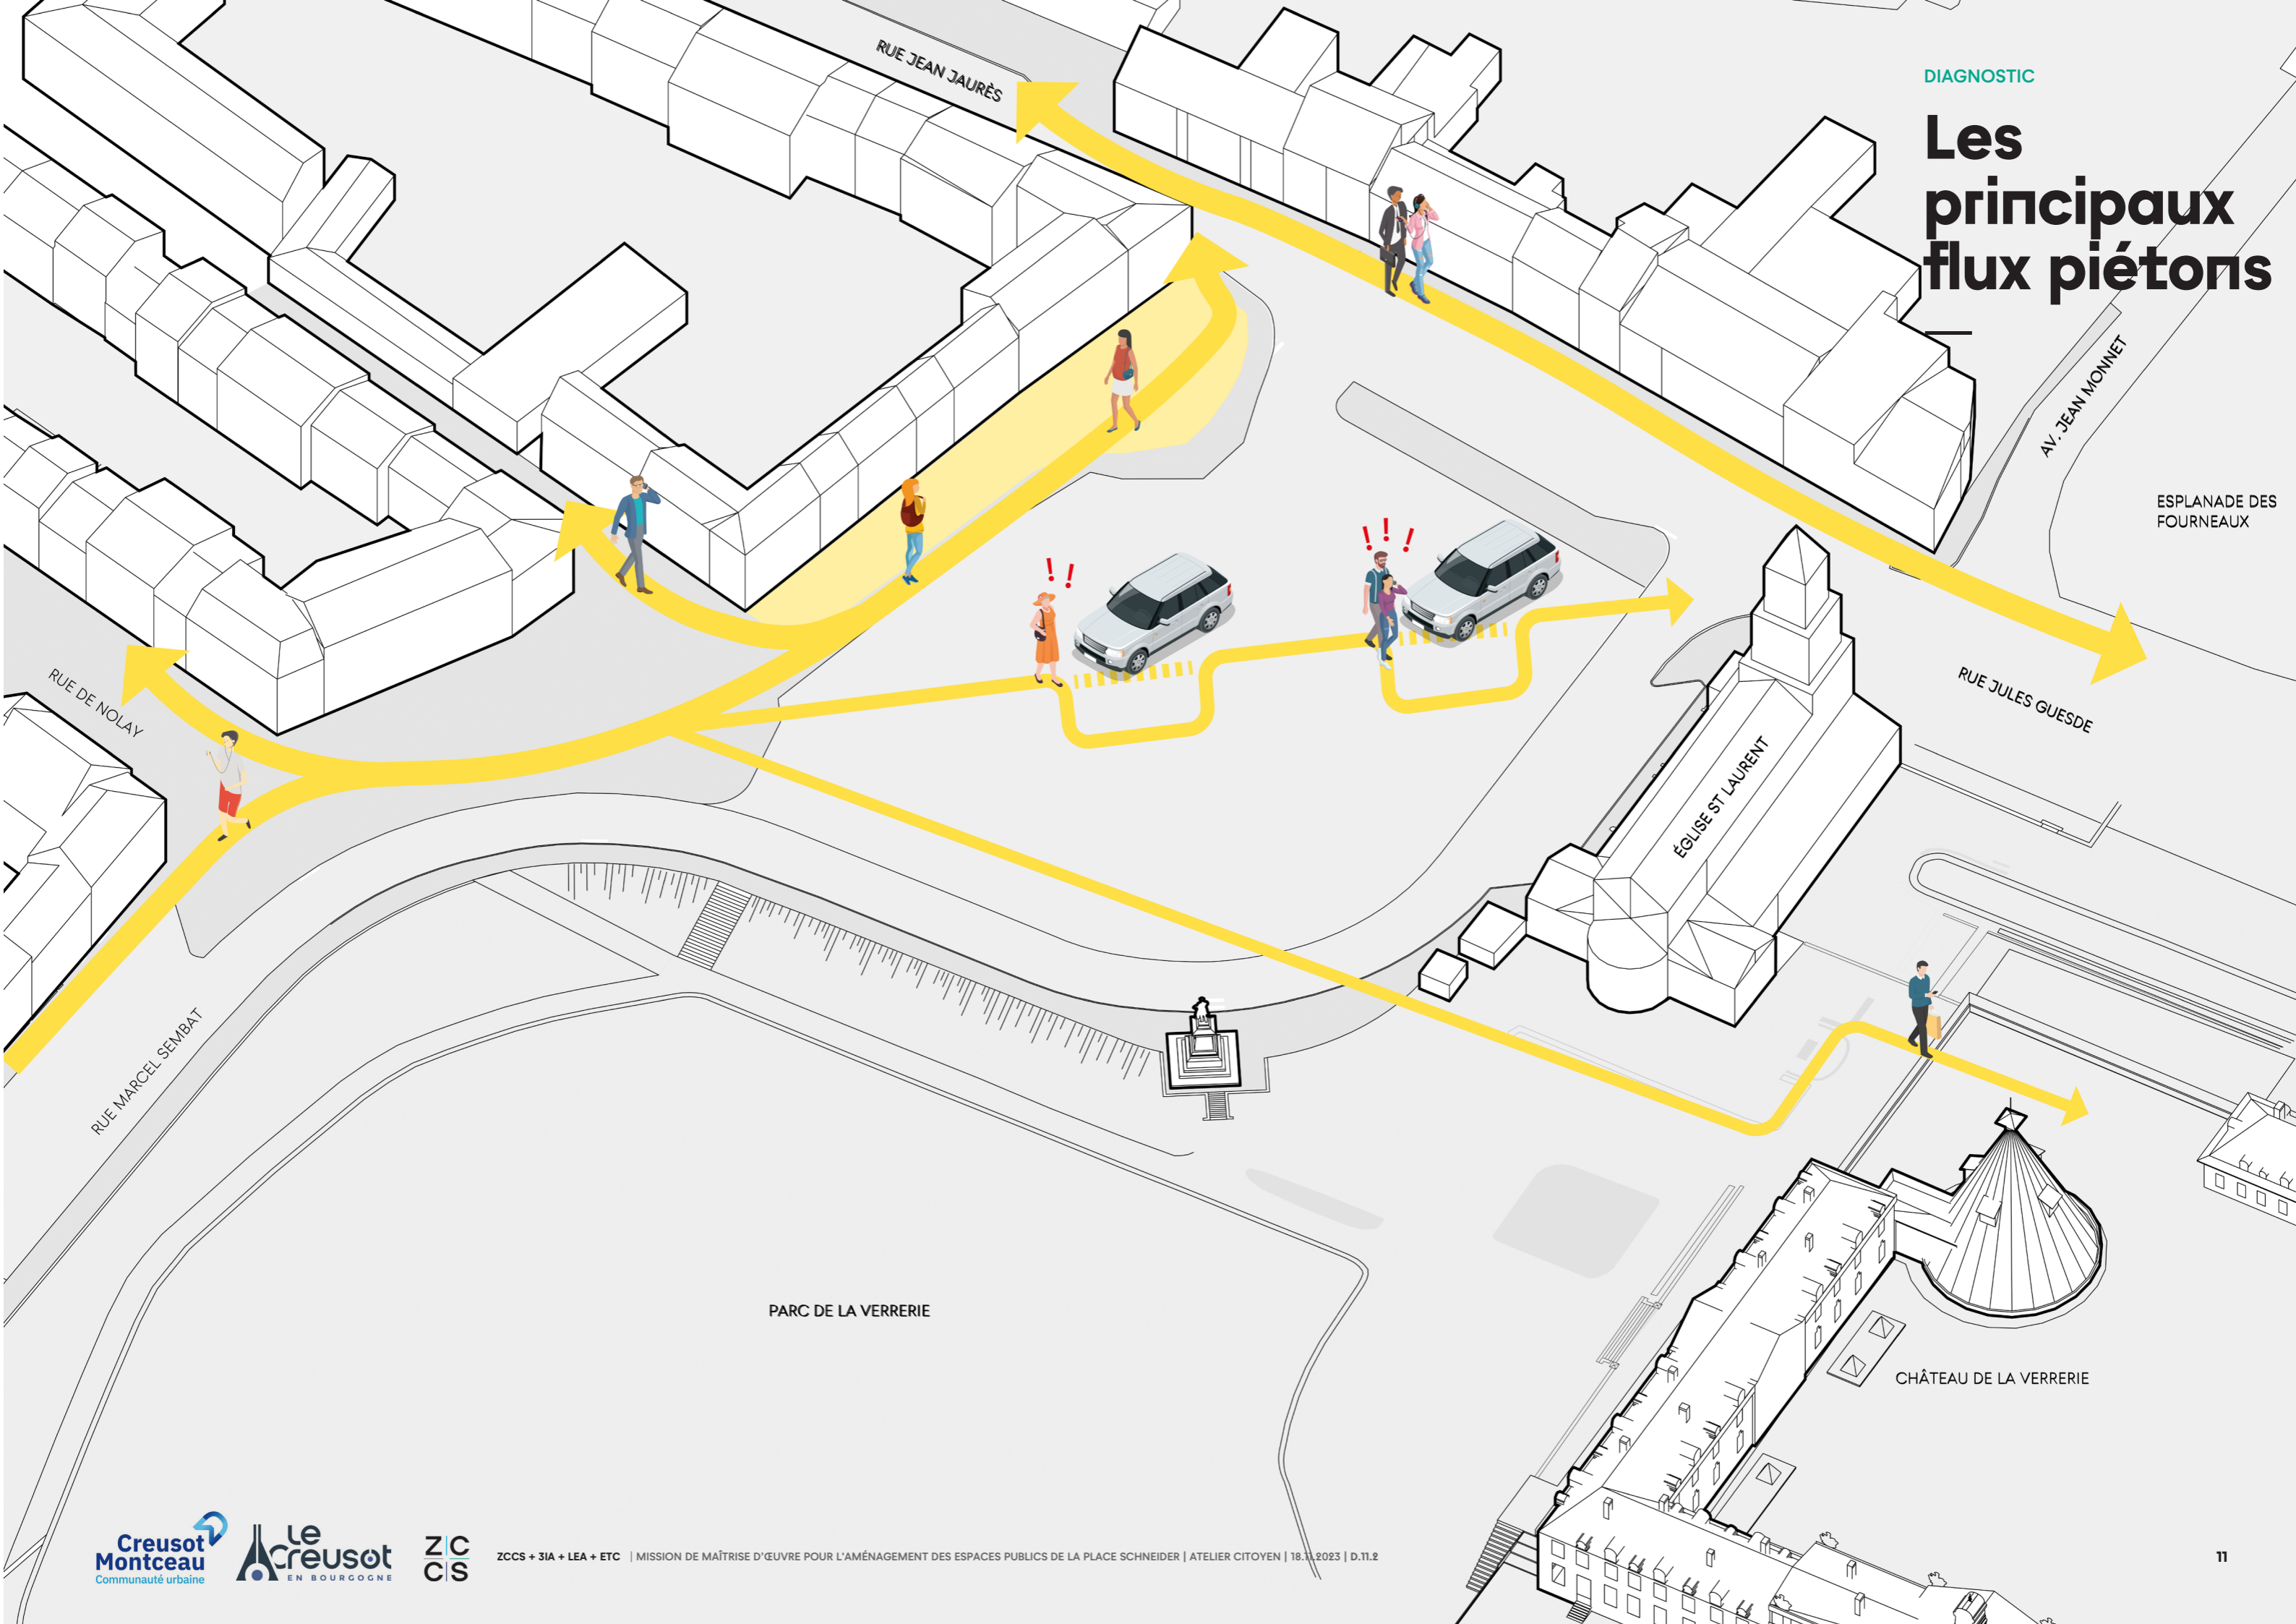 DIAGNOSTIC
Les
principaux
flux piétons
RUE JEAN JAURÈS
AV. JEAN MONNET
ESPLANADE DES
FOURNEAUX
! !
! ! !
RUE DE NOLAY
RUE JULES GUESDE
ÉGLISE ST LAURENT
RUE MARCEL SEMBAT
PARC DE LA VERRERIE
CHÂTEAU DE LA VERRERIE
Creusot
Montceau
Communauté urbaine
Le
Creusot
EN BOURGOGNE
Z|C
C|S
ZCCS + 3IA + LEA + ETC | MISSION DE MAÎTRISE D'ŒUVRE POUR L'AMÉNAGEMENT DES ESPACES PUBLICS DE LA PLACE SCHNEIDER | ATELIER CITOYEN | 18.11.2023 | D.11.2
11